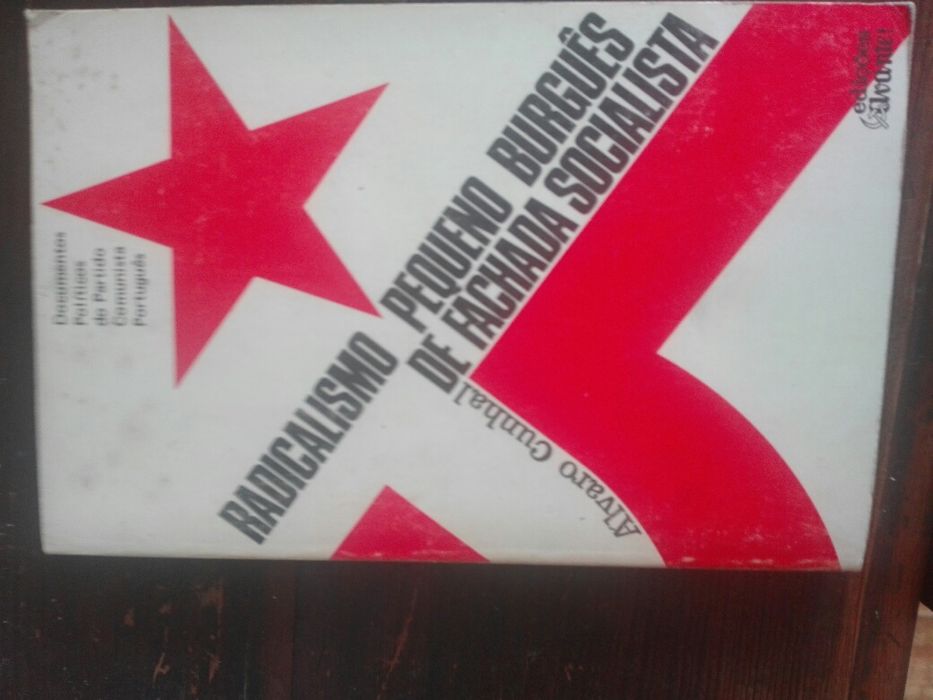 Documentos
Políticos
do Partido
Comunista
Português
RADICALISMO PEQUENO BURGUÊS
DE FACHADA SOCIALISTA
Álvaro Cunhal
edições
Avante!